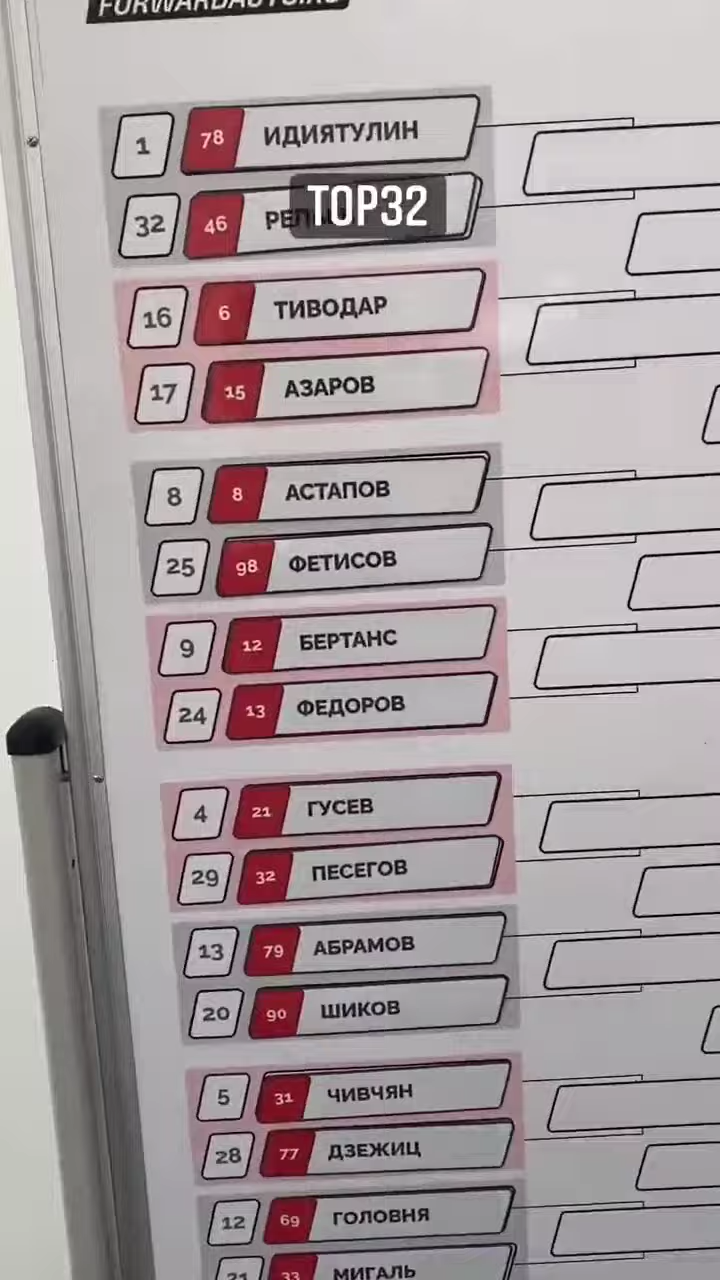 1 78 ИДИЯТУЛИН
TOP32
32 46
16 6 ТИВОДАР
17 15 АЗАРОВ
8 8 АСТАПОВ
25 98 ФЕТИСОВ
9 12 БЕРТАНС
24 13 ФЕДОРОВ
4 21 ГУСЕВ
29 32 ПЕСЕГОВ
13 79 АБРАМОВ
20 90 ШИКОВ
5 31 ЧИВЧЯН
28 77 ДЗЕЖИЦ
12 69 ГОЛОВНЯ
21 33 МИГАЛЬ